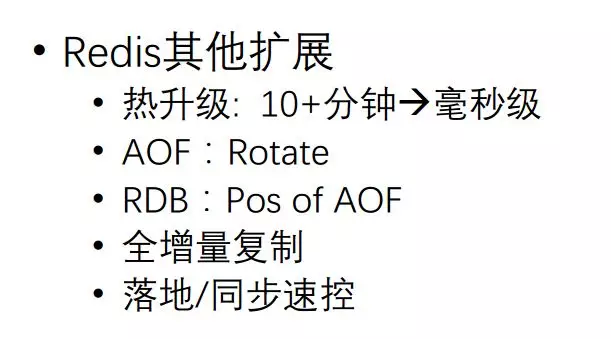 • Redis其他扩展
• 热升级: 10+分钟→毫秒级
• AOF：Rotate
• RDB：Pos of AOF
• 全增量复制
• 落地/同步速控